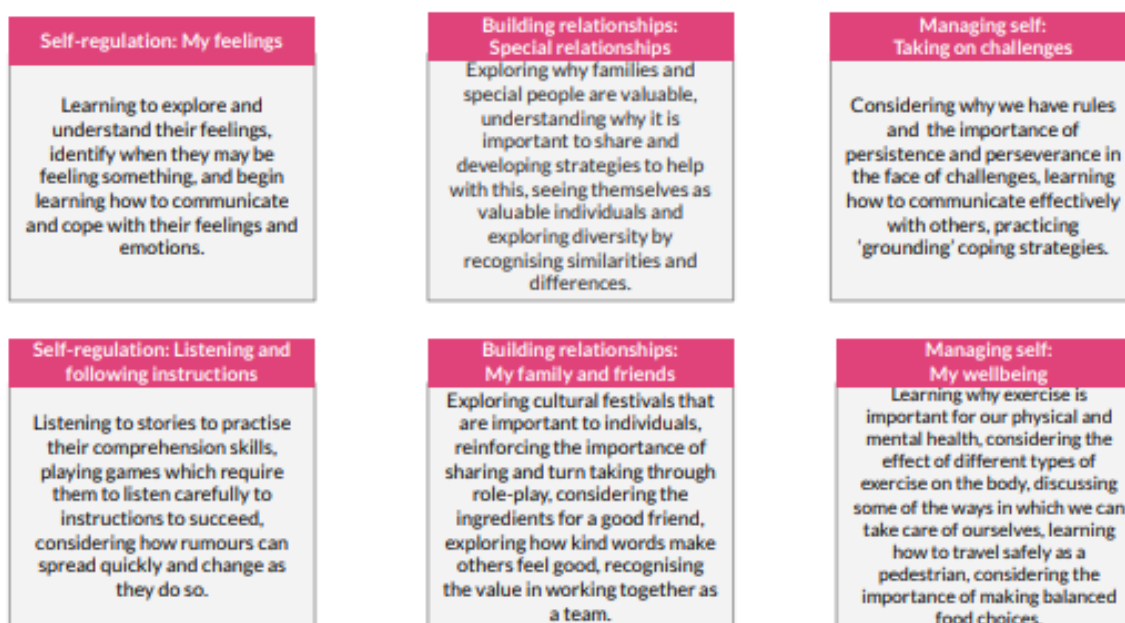 Self-regulation: My feelings
Learning to explore and
understand their feelings,
identify when they may be
feeling something, and begin
learning how to communicate
and cope with their feelings and
emotions.
Building relationships:
Special relationships
Exploring why families and
special people are valuable,
understanding why it is
important to share and
developing strategies to help
with this, seeing themselves as
valuable individuals and
exploring diversity by
recognising similarities and
differences.
Managing self:
Taking on challenges
Considering why we have rules
and the importance of
persistence and perseverance in
the face of challenges, learning
how to communicate effectively
with others, practicing
'grounding' coping strategies.
Self-regulation: Listening and
following instructions
Listening to stories to practise
their comprehension skills,
playing games which require
them to listen carefully to
instructions to succeed,
considering how rumours can
spread quickly and change as
they do so.
Building relationships:
My family and friends
Exploring cultural festivals that
are important to individuals,
reinforcing the importance of
sharing and turn taking through
role-play, considering the
ingredients for a good friend,
exploring how kind words make
others feel good, recognising
the value in working together as
a team.
Managing self:
My wellbeing
Learning why exercise is
important for our physical and
mental health, considering the
effect of different types of
exercise on the body, discussing
some of the ways in which we can
take care of ourselves, learning
how to travel safely as a
pedestrian, considering the
importance of making balanced
food choices.